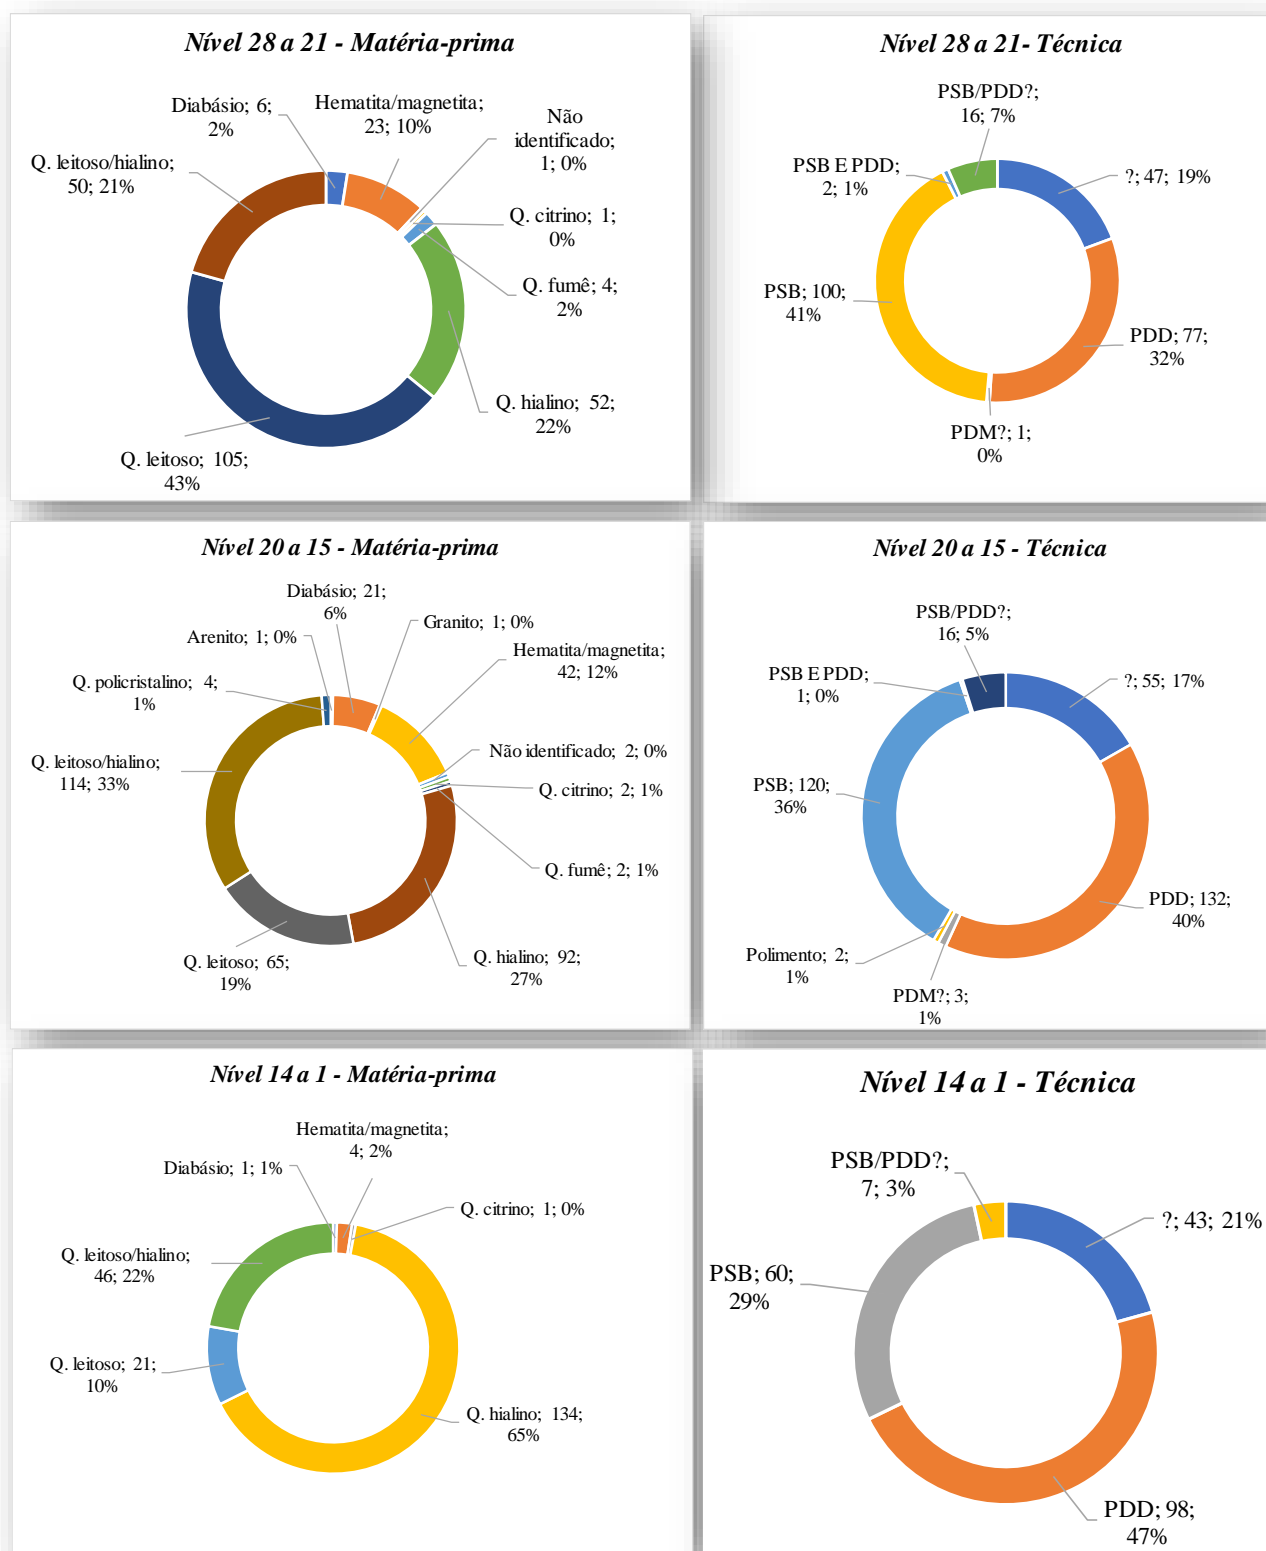 Nível 28 a 21 - Matéria-prima
Diabásio; 6;
2%
Hematita/magnetita;
23; 10%
Não
identificado;
1; 0%
Q. leitoso/hialino;
50; 21%
Q. citrino; 1;
0%
Q. fumê; 4;
2%
Q. hialino; 52;
22%
Q. leitoso; 105;
43%
Nível 28 a 21- Técnica
PSB/PDD?;
16; 7%
PSB E PDD;
2; 1%
?; 47; 19%
PSB; 100;
41%
PDD; 77;
32%
PDM?; 1;
0%
Nível 20 a 15 - Matéria-prima
Diabásio; 21;
6%
Arenito; 1; 0%
Granito; 1; 0%
Hematita/magnetita;
42; 12%
Q. policristalino; 4;
1%
Não identificado; 2; 0%
Q. leitoso/hialino;
114; 33%
Q. citrino; 2; 1%
Q. fumê; 2; 1%
Q. leitoso; 65;
19%
Q. hialino; 92;
27%
Nível 20 a 15 - Técnica
PSB/PDD?;
16; 5%
PSB E PDD;
1; 0%
?; 55; 17%
PSB; 120;
36%
PDD; 132;
40%
Polimento; 2;
1%
PDM?; 3;
1%
Nível 14 a 1 - Matéria-prima
Hematita/magnetita;
4; 2%
Diabásio; 1; 1%
Q. citrino; 1; 0%
Q. leitoso/hialino;
46; 22%
Q. leitoso; 21;
10%
Q. hialino; 134;
65%
Nível 14 a 1 - Técnica
PSB/PDD?;
7; 3%
?; 43; 21%
PSB; 60;
29%
PDD; 98;
47%